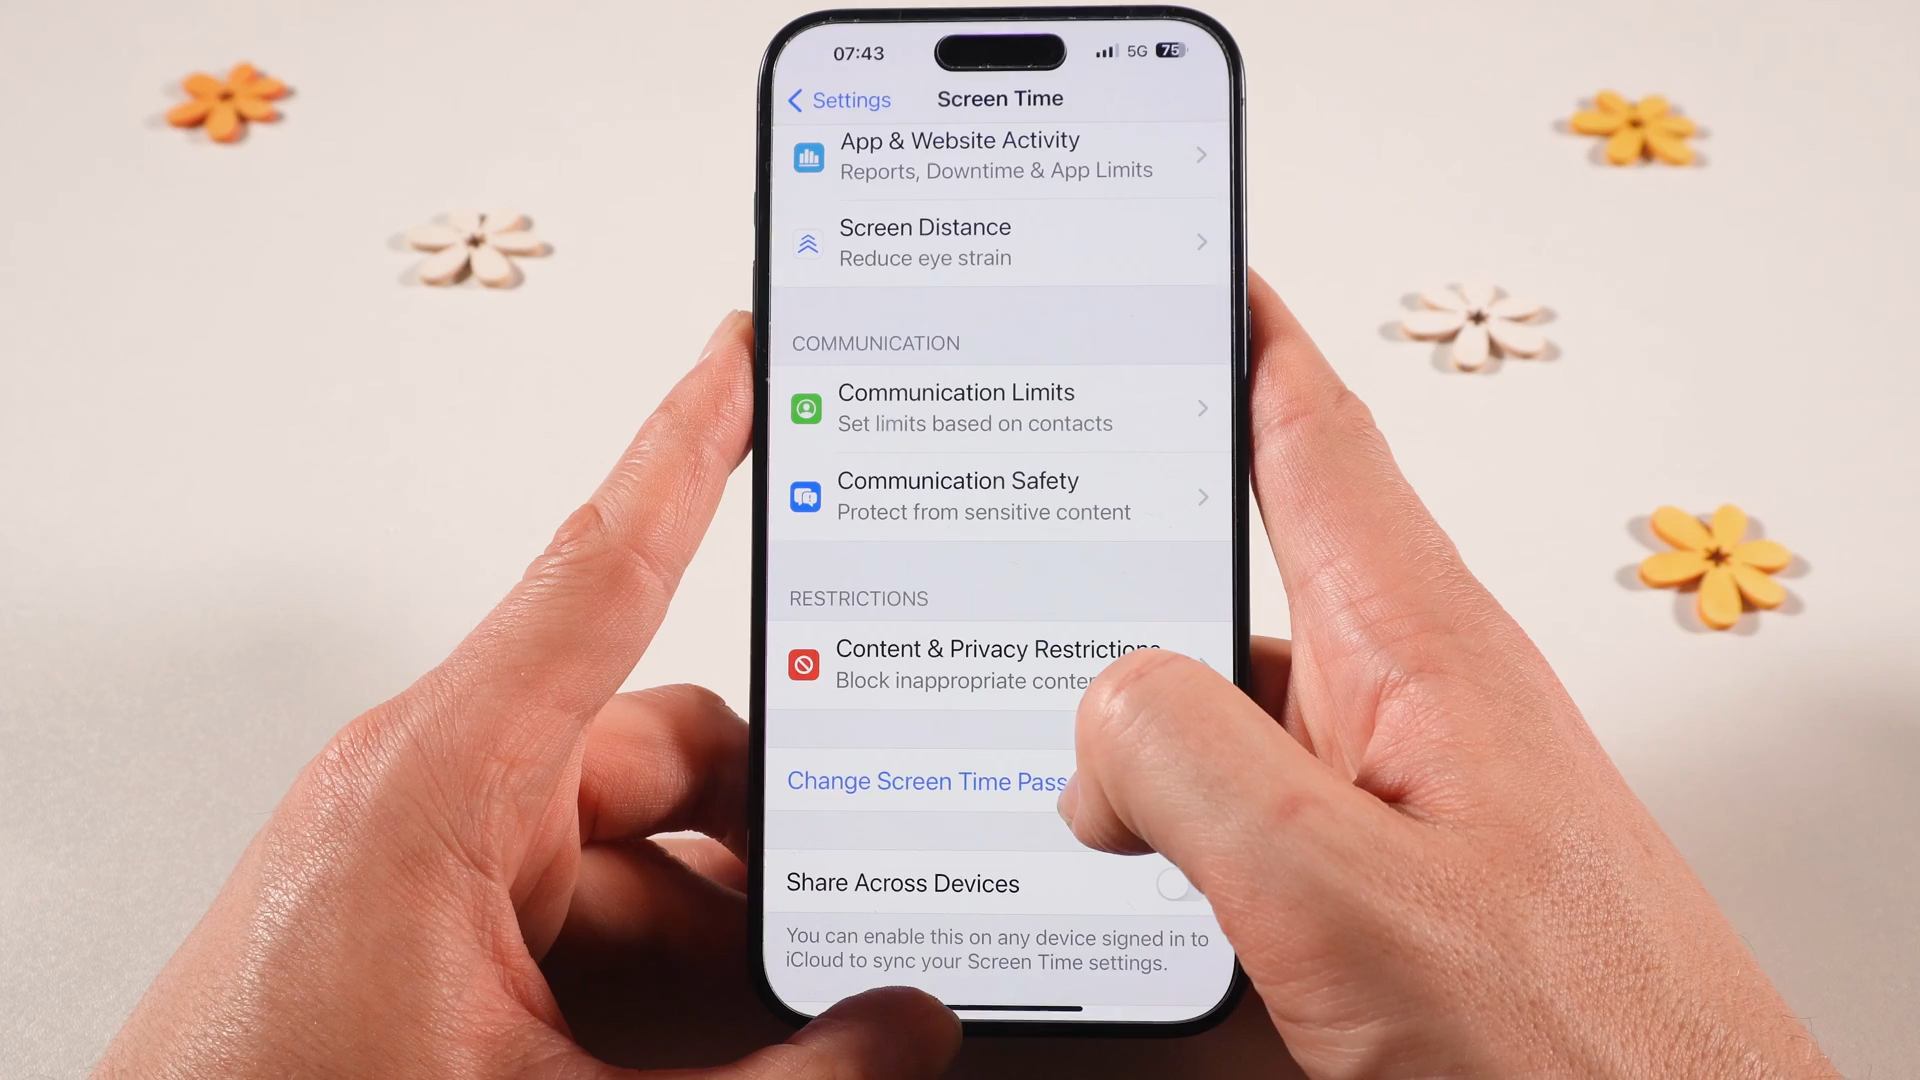 07:43
5G 75
Settings
Screen Time
App & Website Activity
Reports, Downtime & App Limits
Screen Distance
Reduce eye strain
COMMUNICATION
Communication Limits
Set limits based on contacts
Communication Safety
Protect from sensitive content
RESTRICTIONS
Content & Privacy Restrictions
Block inappropriate
Change Screen Time
Share Across Devices
You can enable this on any device signed in to
iCloud to sync your Screen Time settings.